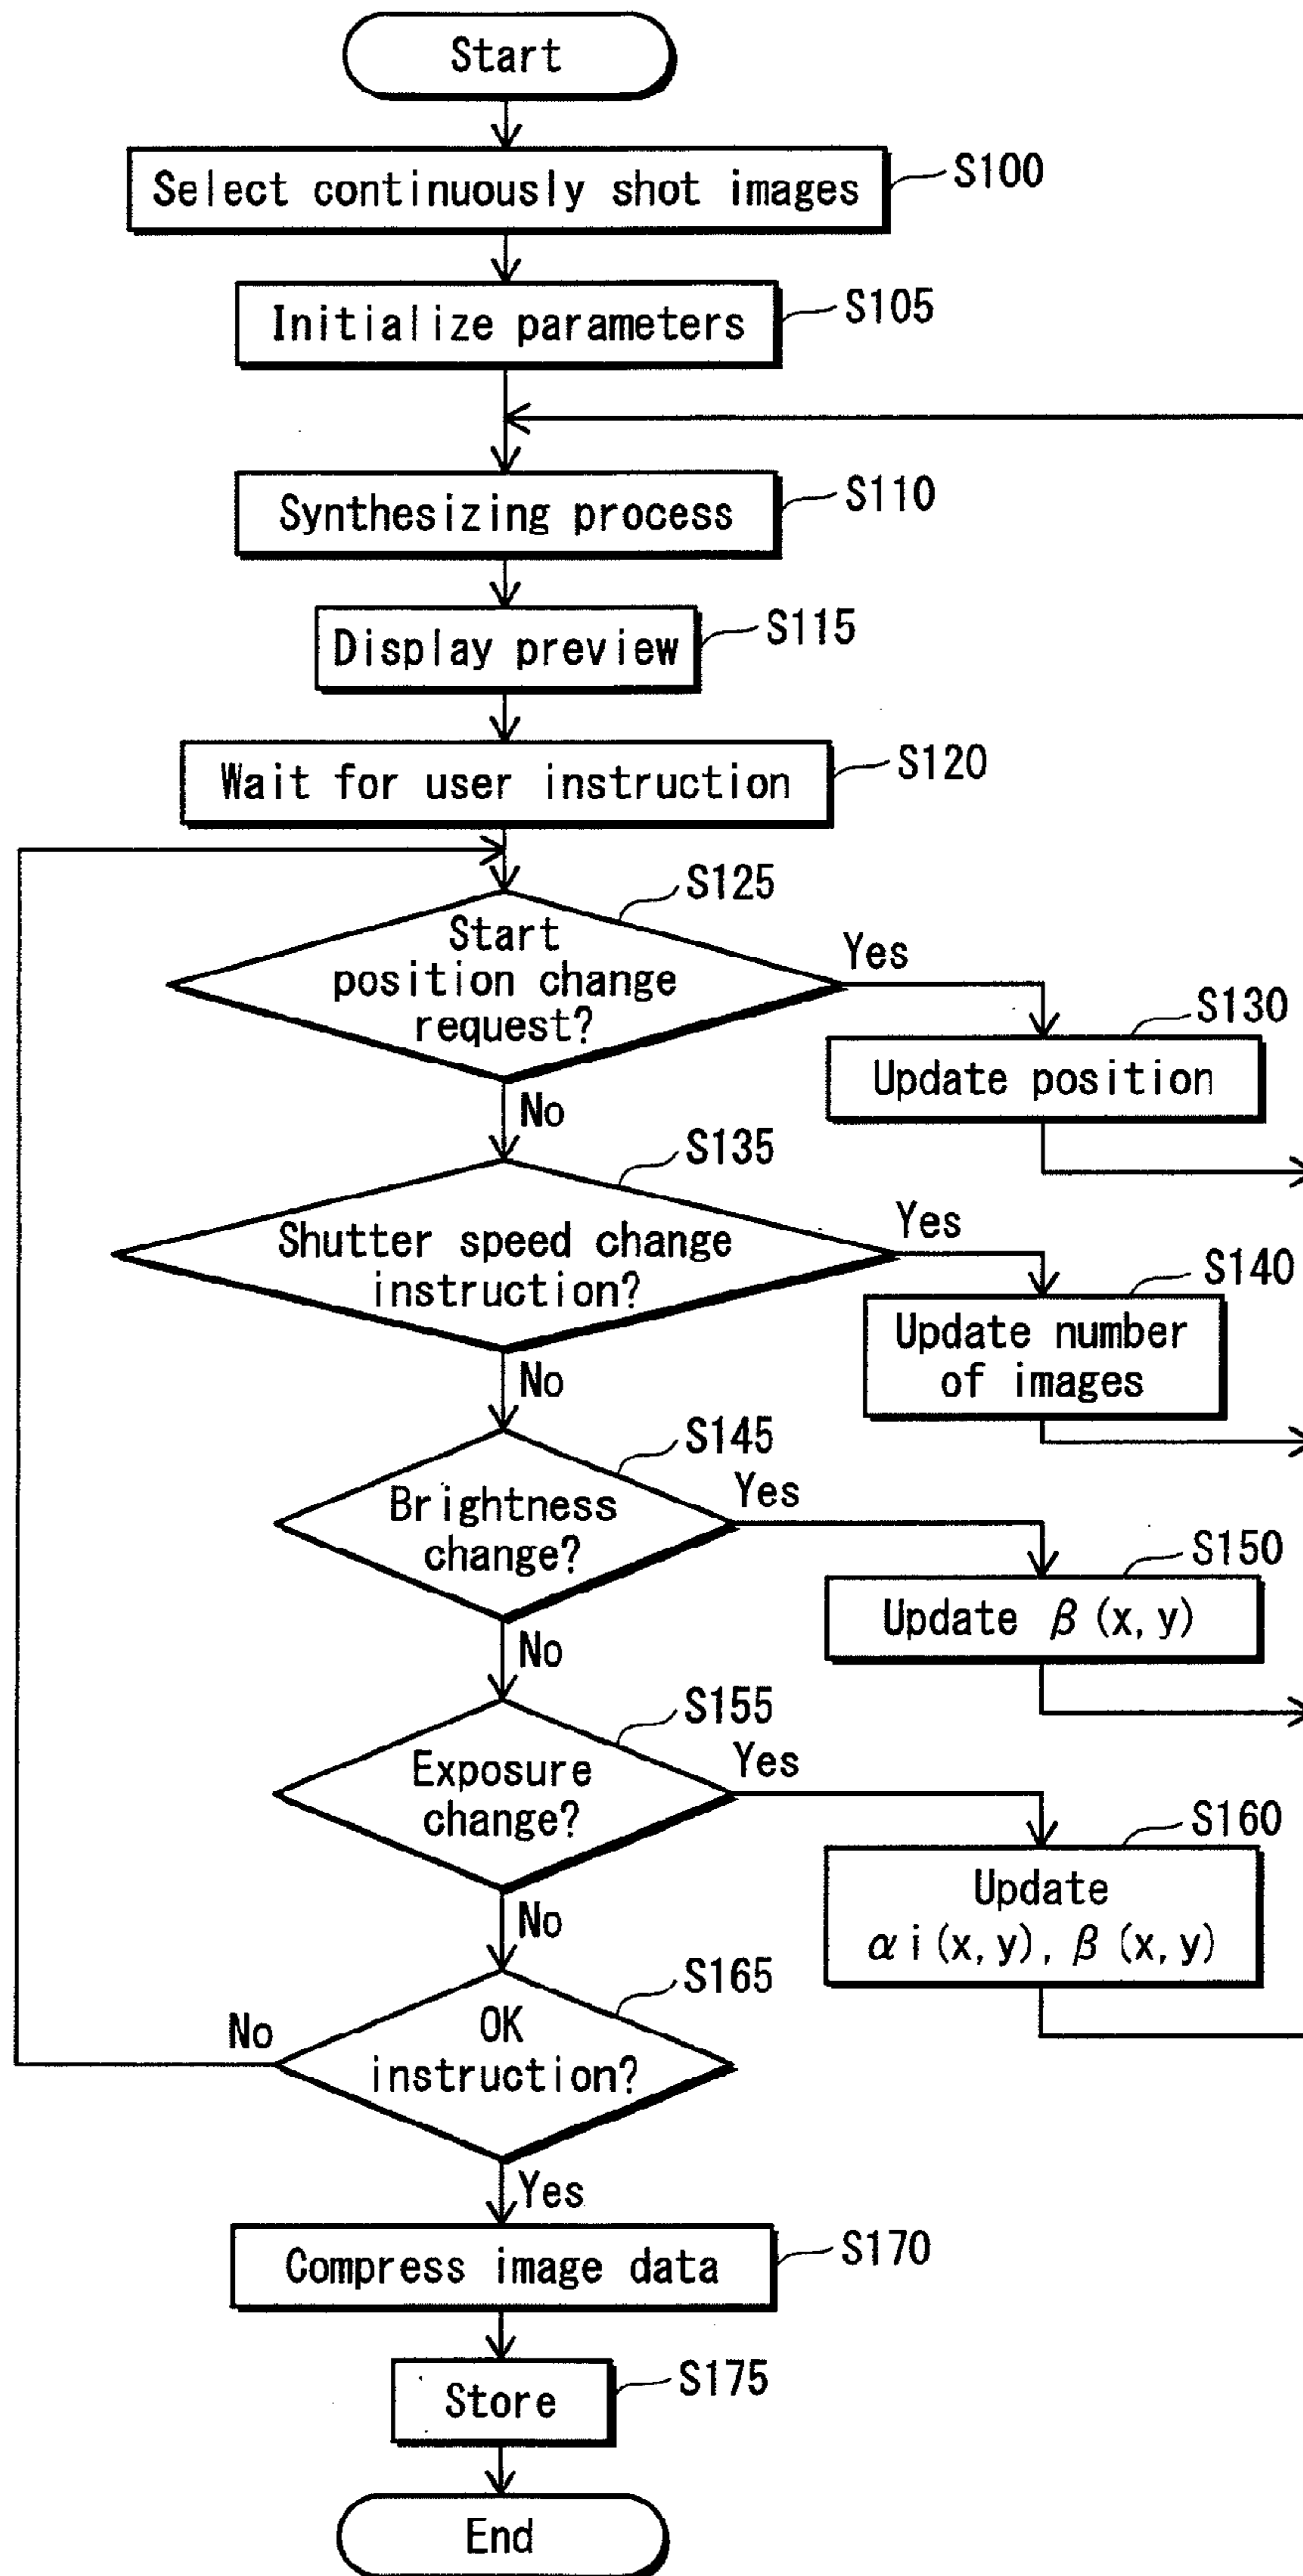 Start
Select continuously shot images
S100
Initialize parameters
S105
Synthesizing process
S110
Display preview
S115
Wait for user instruction
S120
S125
Start
position change
request?
Yes
S130
Update position
No
S135
Shutter speed change
instruction?
Yes
S140
Update number
of images
No
S145
Brightness
change?
Yes
S150
Update β(x,y)
No
S155
Exposure
change?
Yes
S160
Update
αi(x,y), β(x,y)
No
S165
OK
instruction?
No
Yes
Compress image data
S170
Store
S175
End